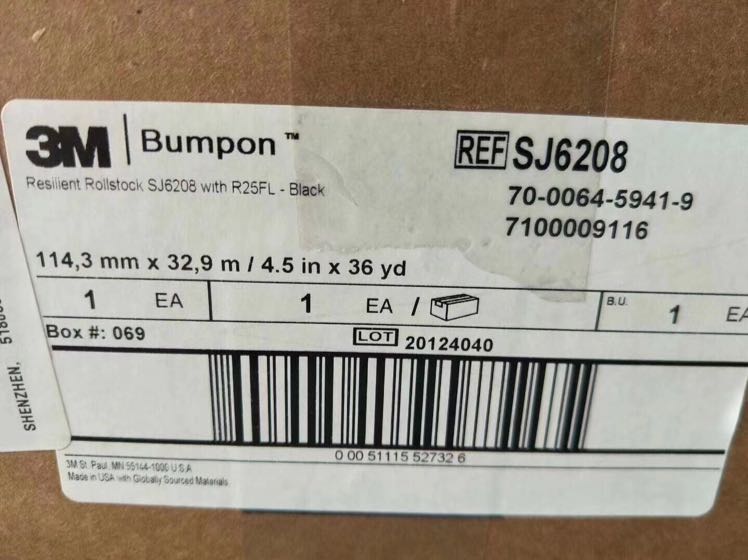 3M | Bumpon™
Resilient Rollstock SJ6208 with R25FL - Black
REF SJ6208
70-0064-5941-9
7100009116
114,3 mm x 32,9 m / 4.5 in x 36 yd
1 EA
1 EA /
B.U. 1 EA
Box #: 069
LOT 20124040
0 00 51115 52732 6
3M St. Paul, MN 55144-1000 U.S.A
Made in USA with Globally Sourced Materials.
SHENZHEN,